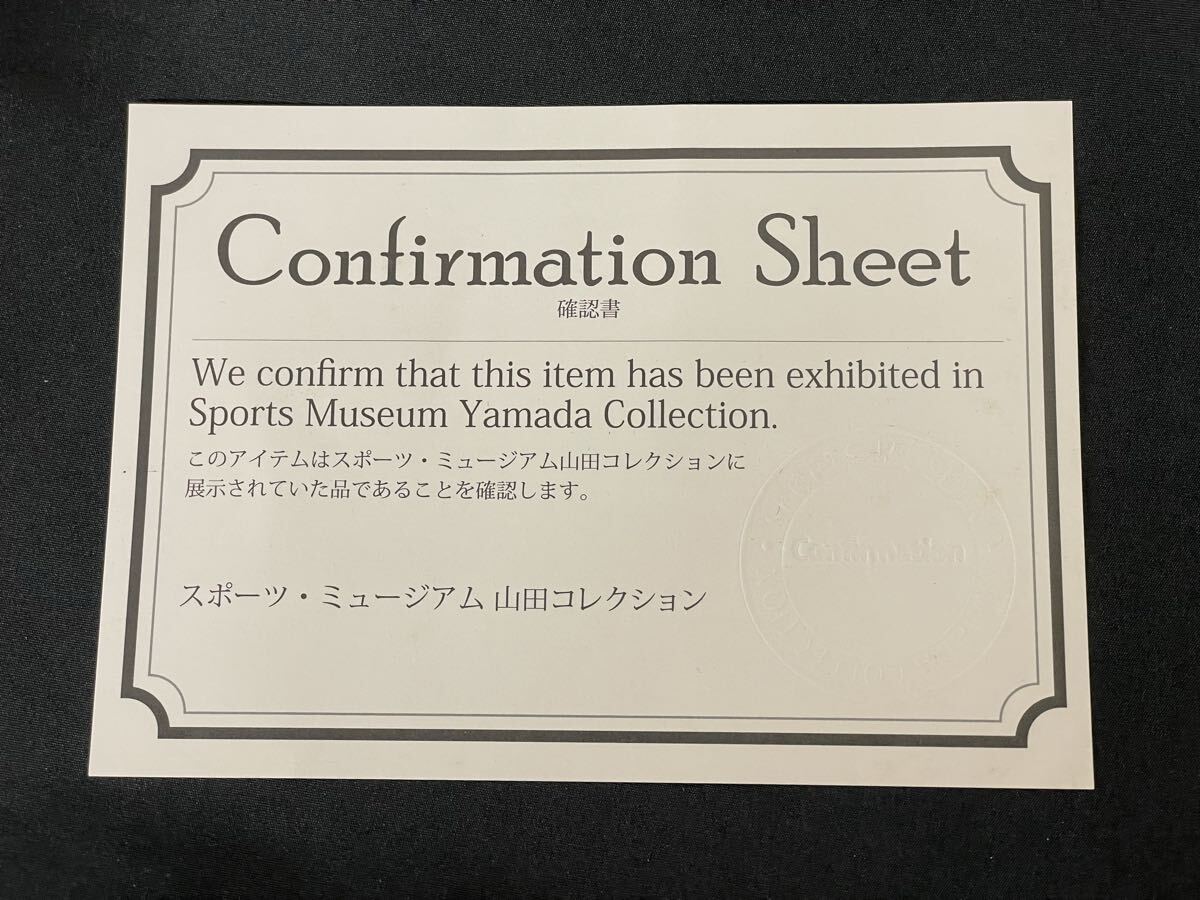 Confirmation Sheet
確認書
We confirm that this item has been exhibited in
Sports Museum Yamada Collection.
このアイテムはスポーツ・ミュージアム山田コレクションに
展示されていた品であることを確認します。
スポーツ・ミュージアム 山田コレクション
Confirmation